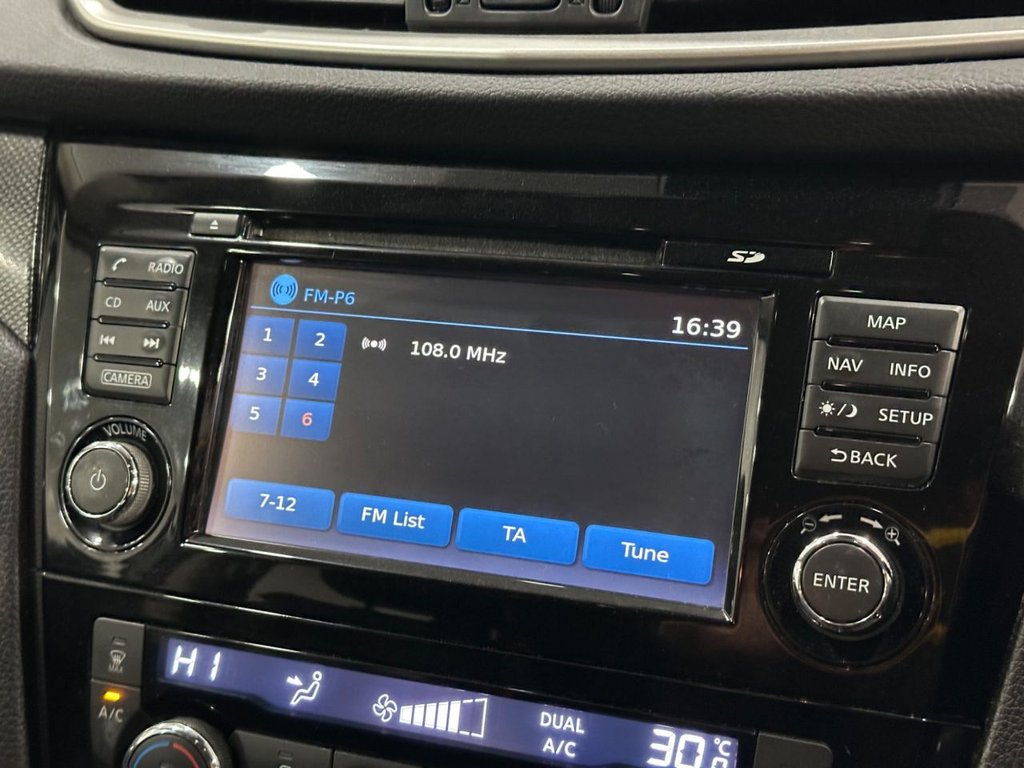 RADIO
CD AUX
CAMERA
VOLUME
FM-P6
16:39
1 2
108.0 MHz
3 4
5 6
7-12 FM List TA Tune
SD
MAP
NAV INFO
SETUP
BACK
ENTER
MAX
A/C
HI
DUAL
A/C
30°C